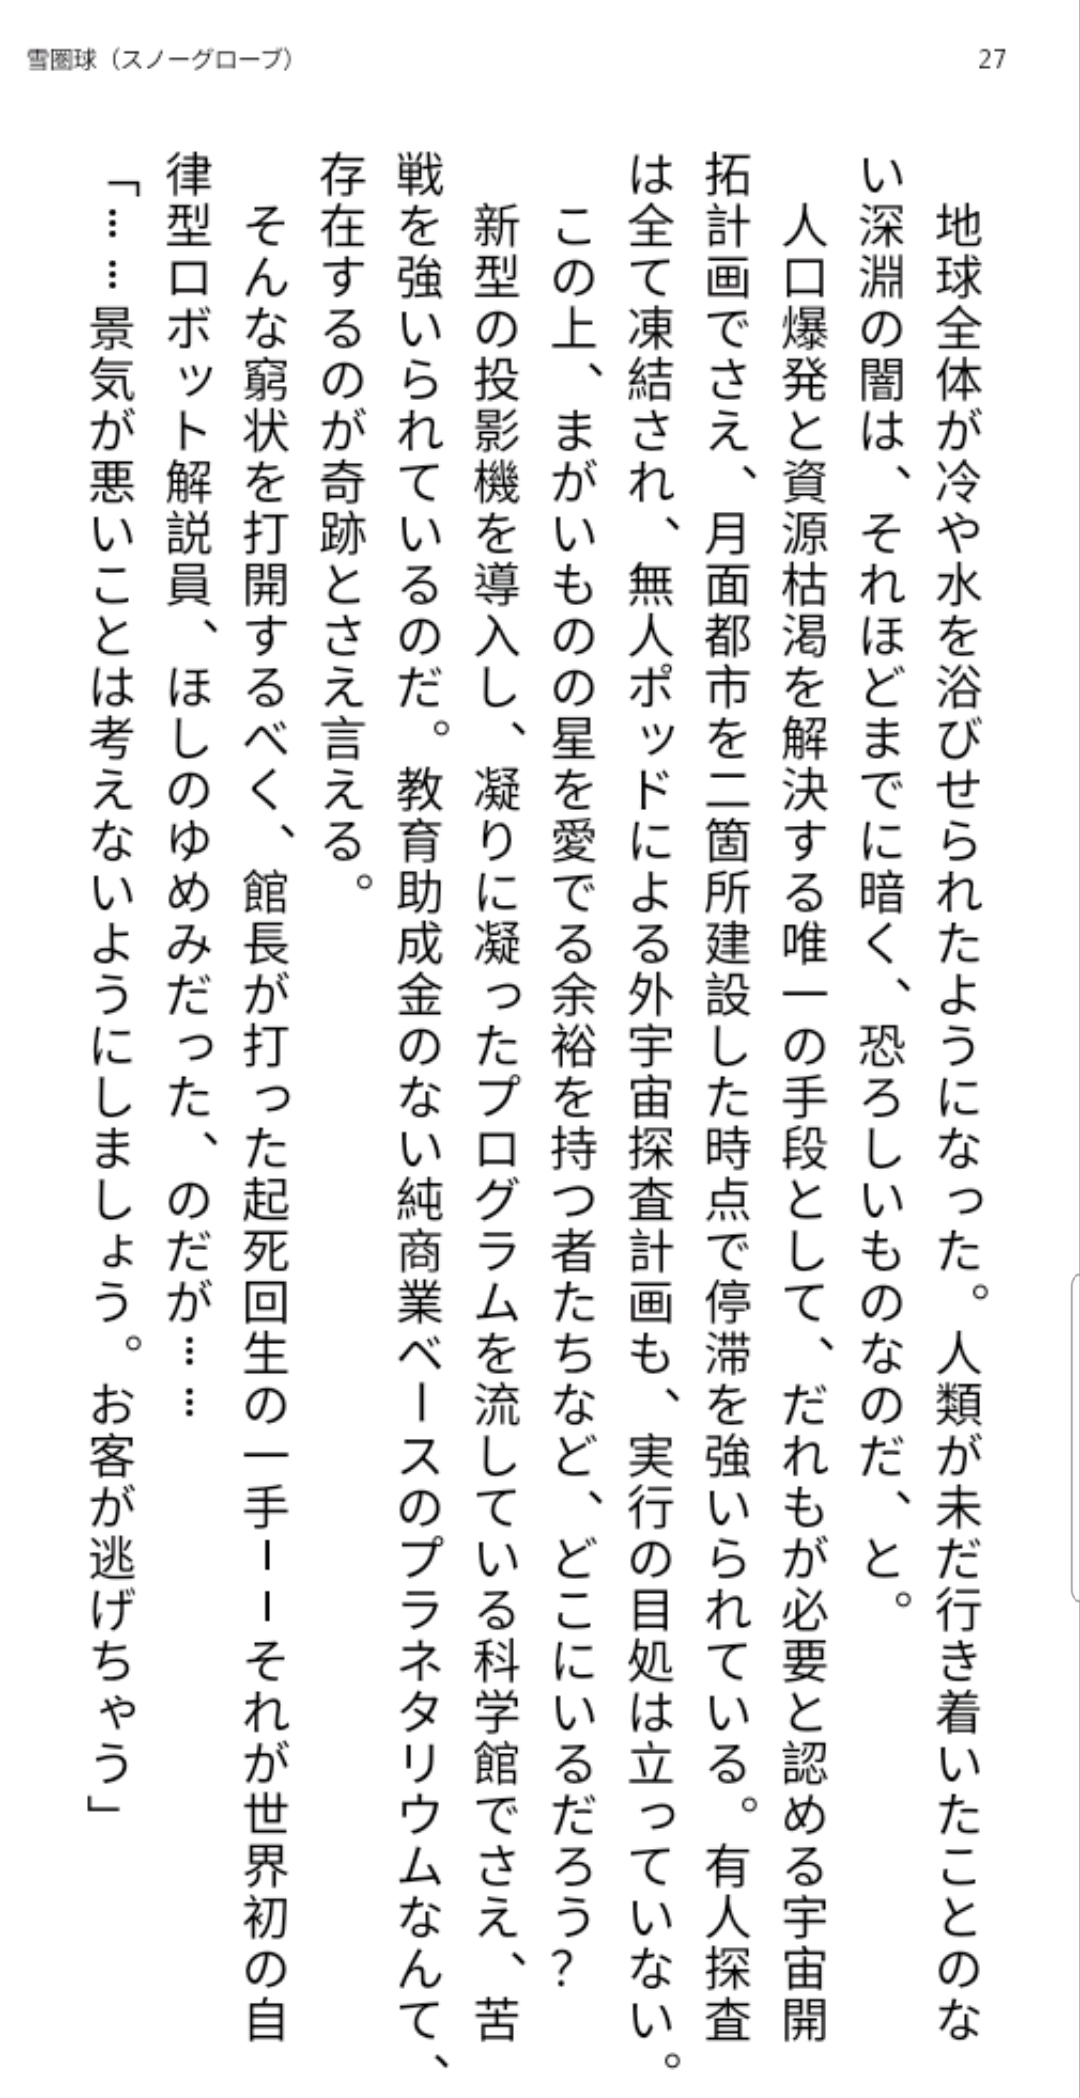 雪圏球（スノーグローブ）
27
　地球全体が冷や水を浴びせられたようになった。人類が未だ行き着いたことのな
い深淵の闇は、それほどまでに暗く、恐ろしいものなのだ、と。
　人口爆発と資源枯渇を解決する唯一の手段として、だれもが必要と認める宇宙開
拓計画でさえ、月面都市を二箇所建設した時点で停滞を強いられている。有人探査
は全て凍結され、無人ポッドによる外宇宙探査計画も、実行の目処は立っていない。
　この上、まがいものの星を愛でる余裕を持つ者たちなど、どこにいるだろう？
　新型の投影機を導入し、凝りに凝ったプログラムを流している科学館でさえ、苦
戦を強いられているのだ。教育助成金のない純商業ベースのプラネタリウムなんて、
存在するのが奇跡とさえ言える。
　そんな窮状を打開するべく、館長が打った起死回生の一手ーーそれが世界初の自
律型ロボット解説員、ほしのゆめみだった、のだが……
「……景気が悪いことは考えないようにしましょう。お客が逃げちゃう」